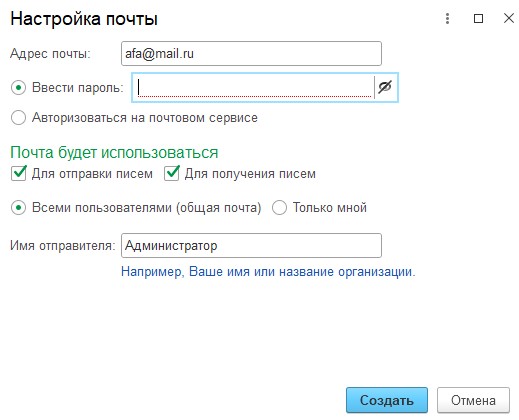 Настройка почты
Адрес почты: afa@mail.ru
Ввести пароль:
Авторизоваться на почтовом сервисе
Почта будет использоваться
Для отправки писем Для получения писем
Всеми пользователями (общая почта) Только мной
Имя отправителя: Администратор
Например, Ваше имя или название организации.
Создать Отмена